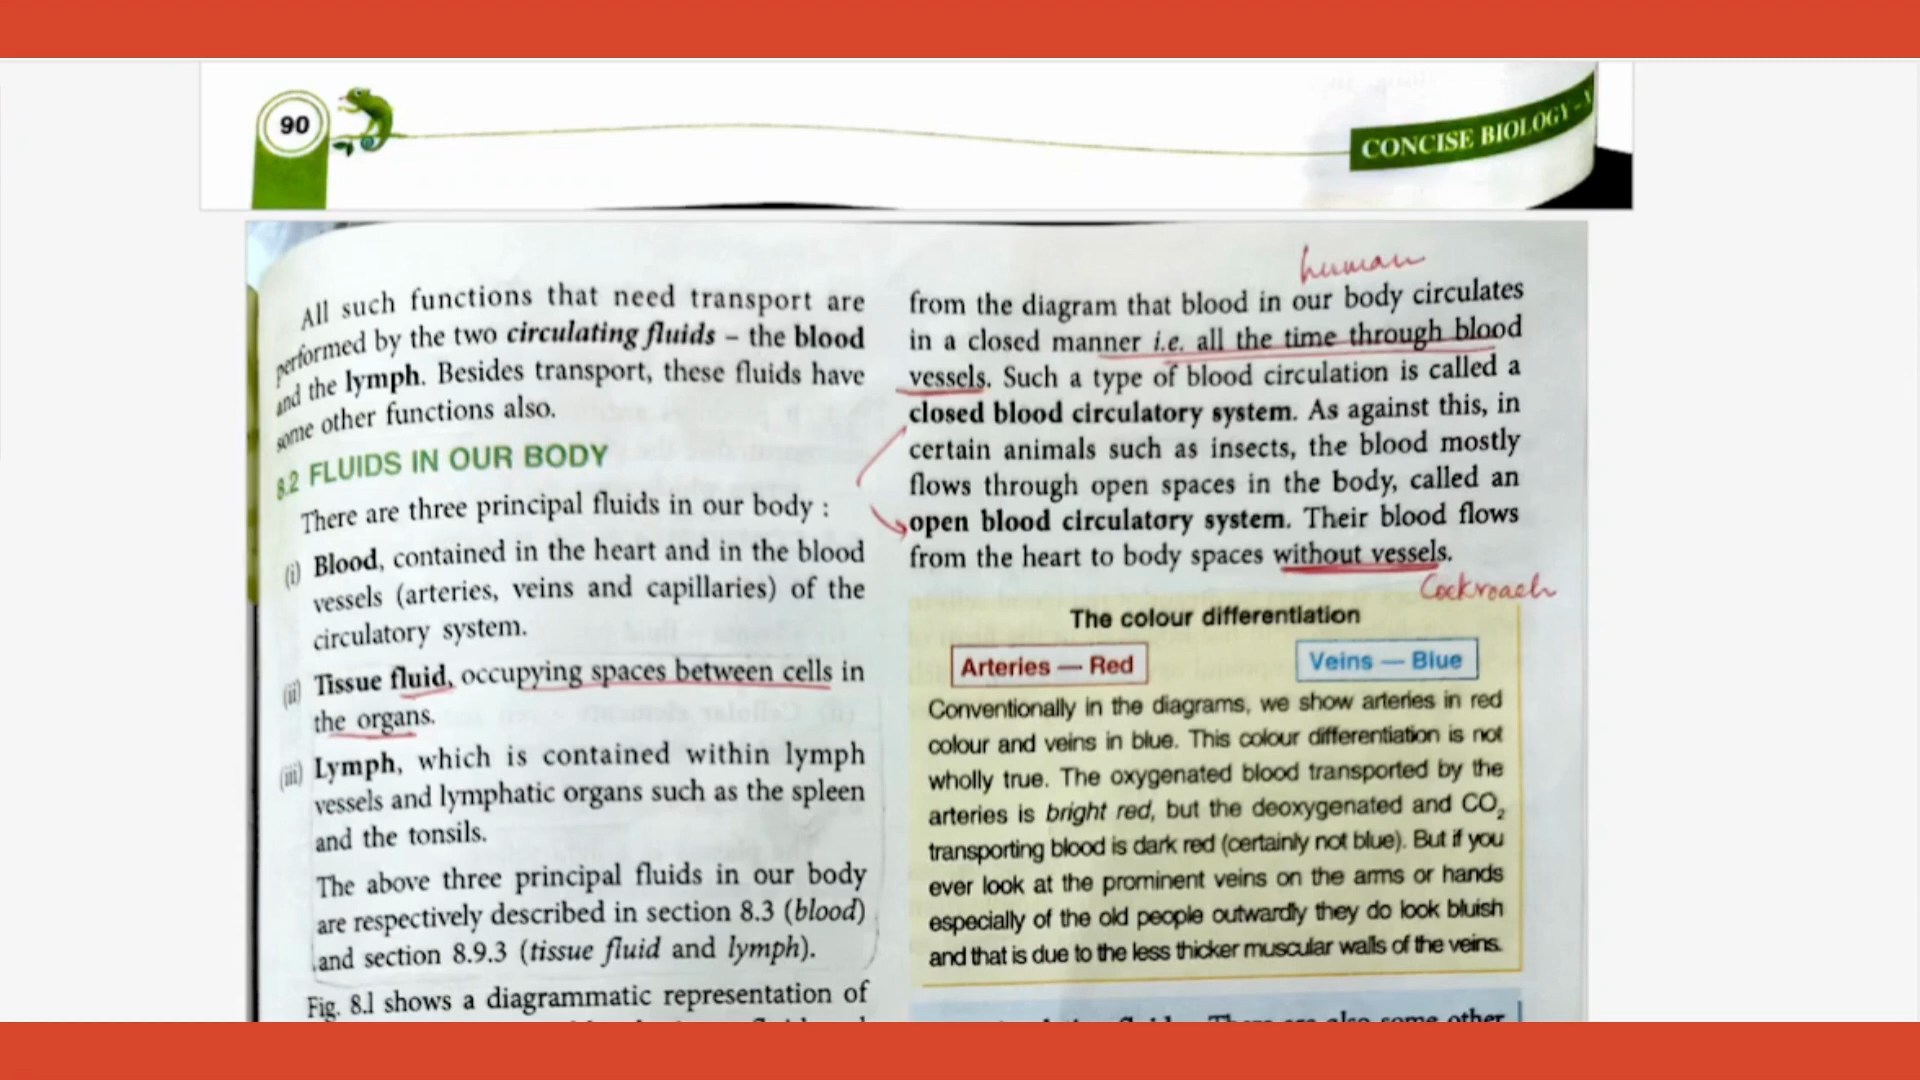 90
CONCISE BIOLOGY -
All such functions that need transport are
performed by the two circulating fluids – the blood
and the lymph. Besides transport, these fluids have
some other functions also.
8.2 FLUIDS IN OUR BODY
There are three principal fluids in our body :
(i) Blood, contained in the heart and in the blood
vessels (arteries, veins and capillaries) of the
circulatory system.
(ii) Tissue fluid, occupying spaces between cells in
the organs.
(iii) Lymph, which is contained within lymph
vessels and lymphatic organs such as the spleen
and the tonsils.
The above three principal fluids in our body
are respectively described in section 8.3 (blood)
and section 8.9.3 (tissue fluid and lymph).
Fig. 8.1 shows a diagrammatic representation of
human
from the diagram that blood in our body circulates
in a closed manner i.e. all the time through blood
vessels. Such a type of blood circulation is called a
closed blood circulatory system. As against this, in
certain animals such as insects, the blood mostly
flows through open spaces in the body, called an
open blood circulatory system. Their blood flows
from the heart to body spaces without vessels.
Cockroach
The colour differentiation
Arteries — Red
Veins — Blue
Conventionally in the diagrams, we show arteries in red
colour and veins in blue. This colour differentiation is not
wholly true. The oxygenated blood transported by the
arteries is bright red, but the deoxygenated and CO₂
transporting blood is dark red (certainly not blue). But if you
ever look at the prominent veins on the arms or hands
especially of the old people outwardly they do look bluish
and that is due to the less thicker muscular walls of the veins.
There are also some other